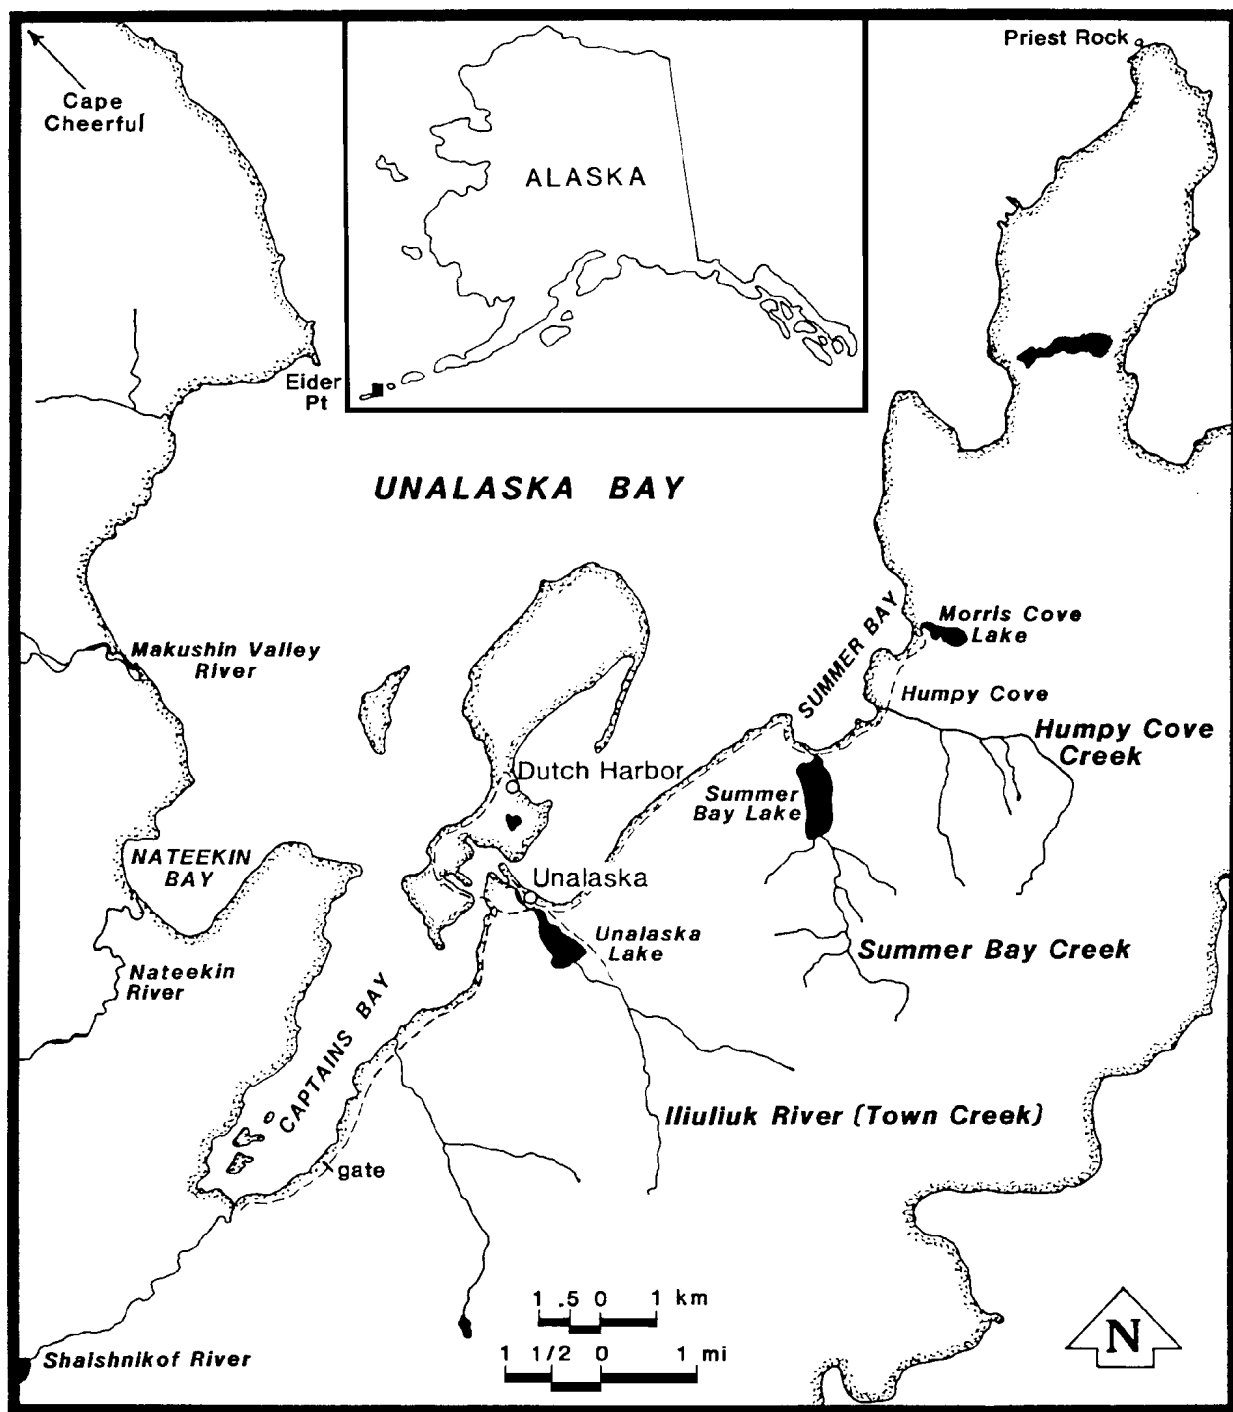 Priest Rock
Cape
Cheerful
ALASKA
Eider
Pt
UNALASKA BAY
SUMMER BAY
Morris Cove
Lake
Makushin Valley
River
Humpy Cove
Humpy Cove
Creek
Dutch Harbor
Summer
Bay Lake
NATEEKIN
BAY
Unalaska
Unalaska
Lake
Summer Bay Creek
Nateekin
River
CAPTAINS BAY
Iliuliuk River (Town Creek)
gate
1 .5 0 1 km
1 1/2 0 1 mi
N
Shaishnikof River